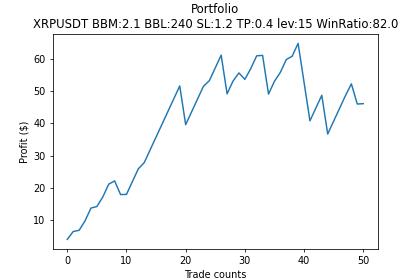 Portfolio
XRPUSDT BBM:2.1 BBL:240 SL:1.2 TP:0.4 lev:15 WinRatio:82.0
60
50
40
30
20
10
Profit ($)
0 10 20 30 40 50
Trade counts